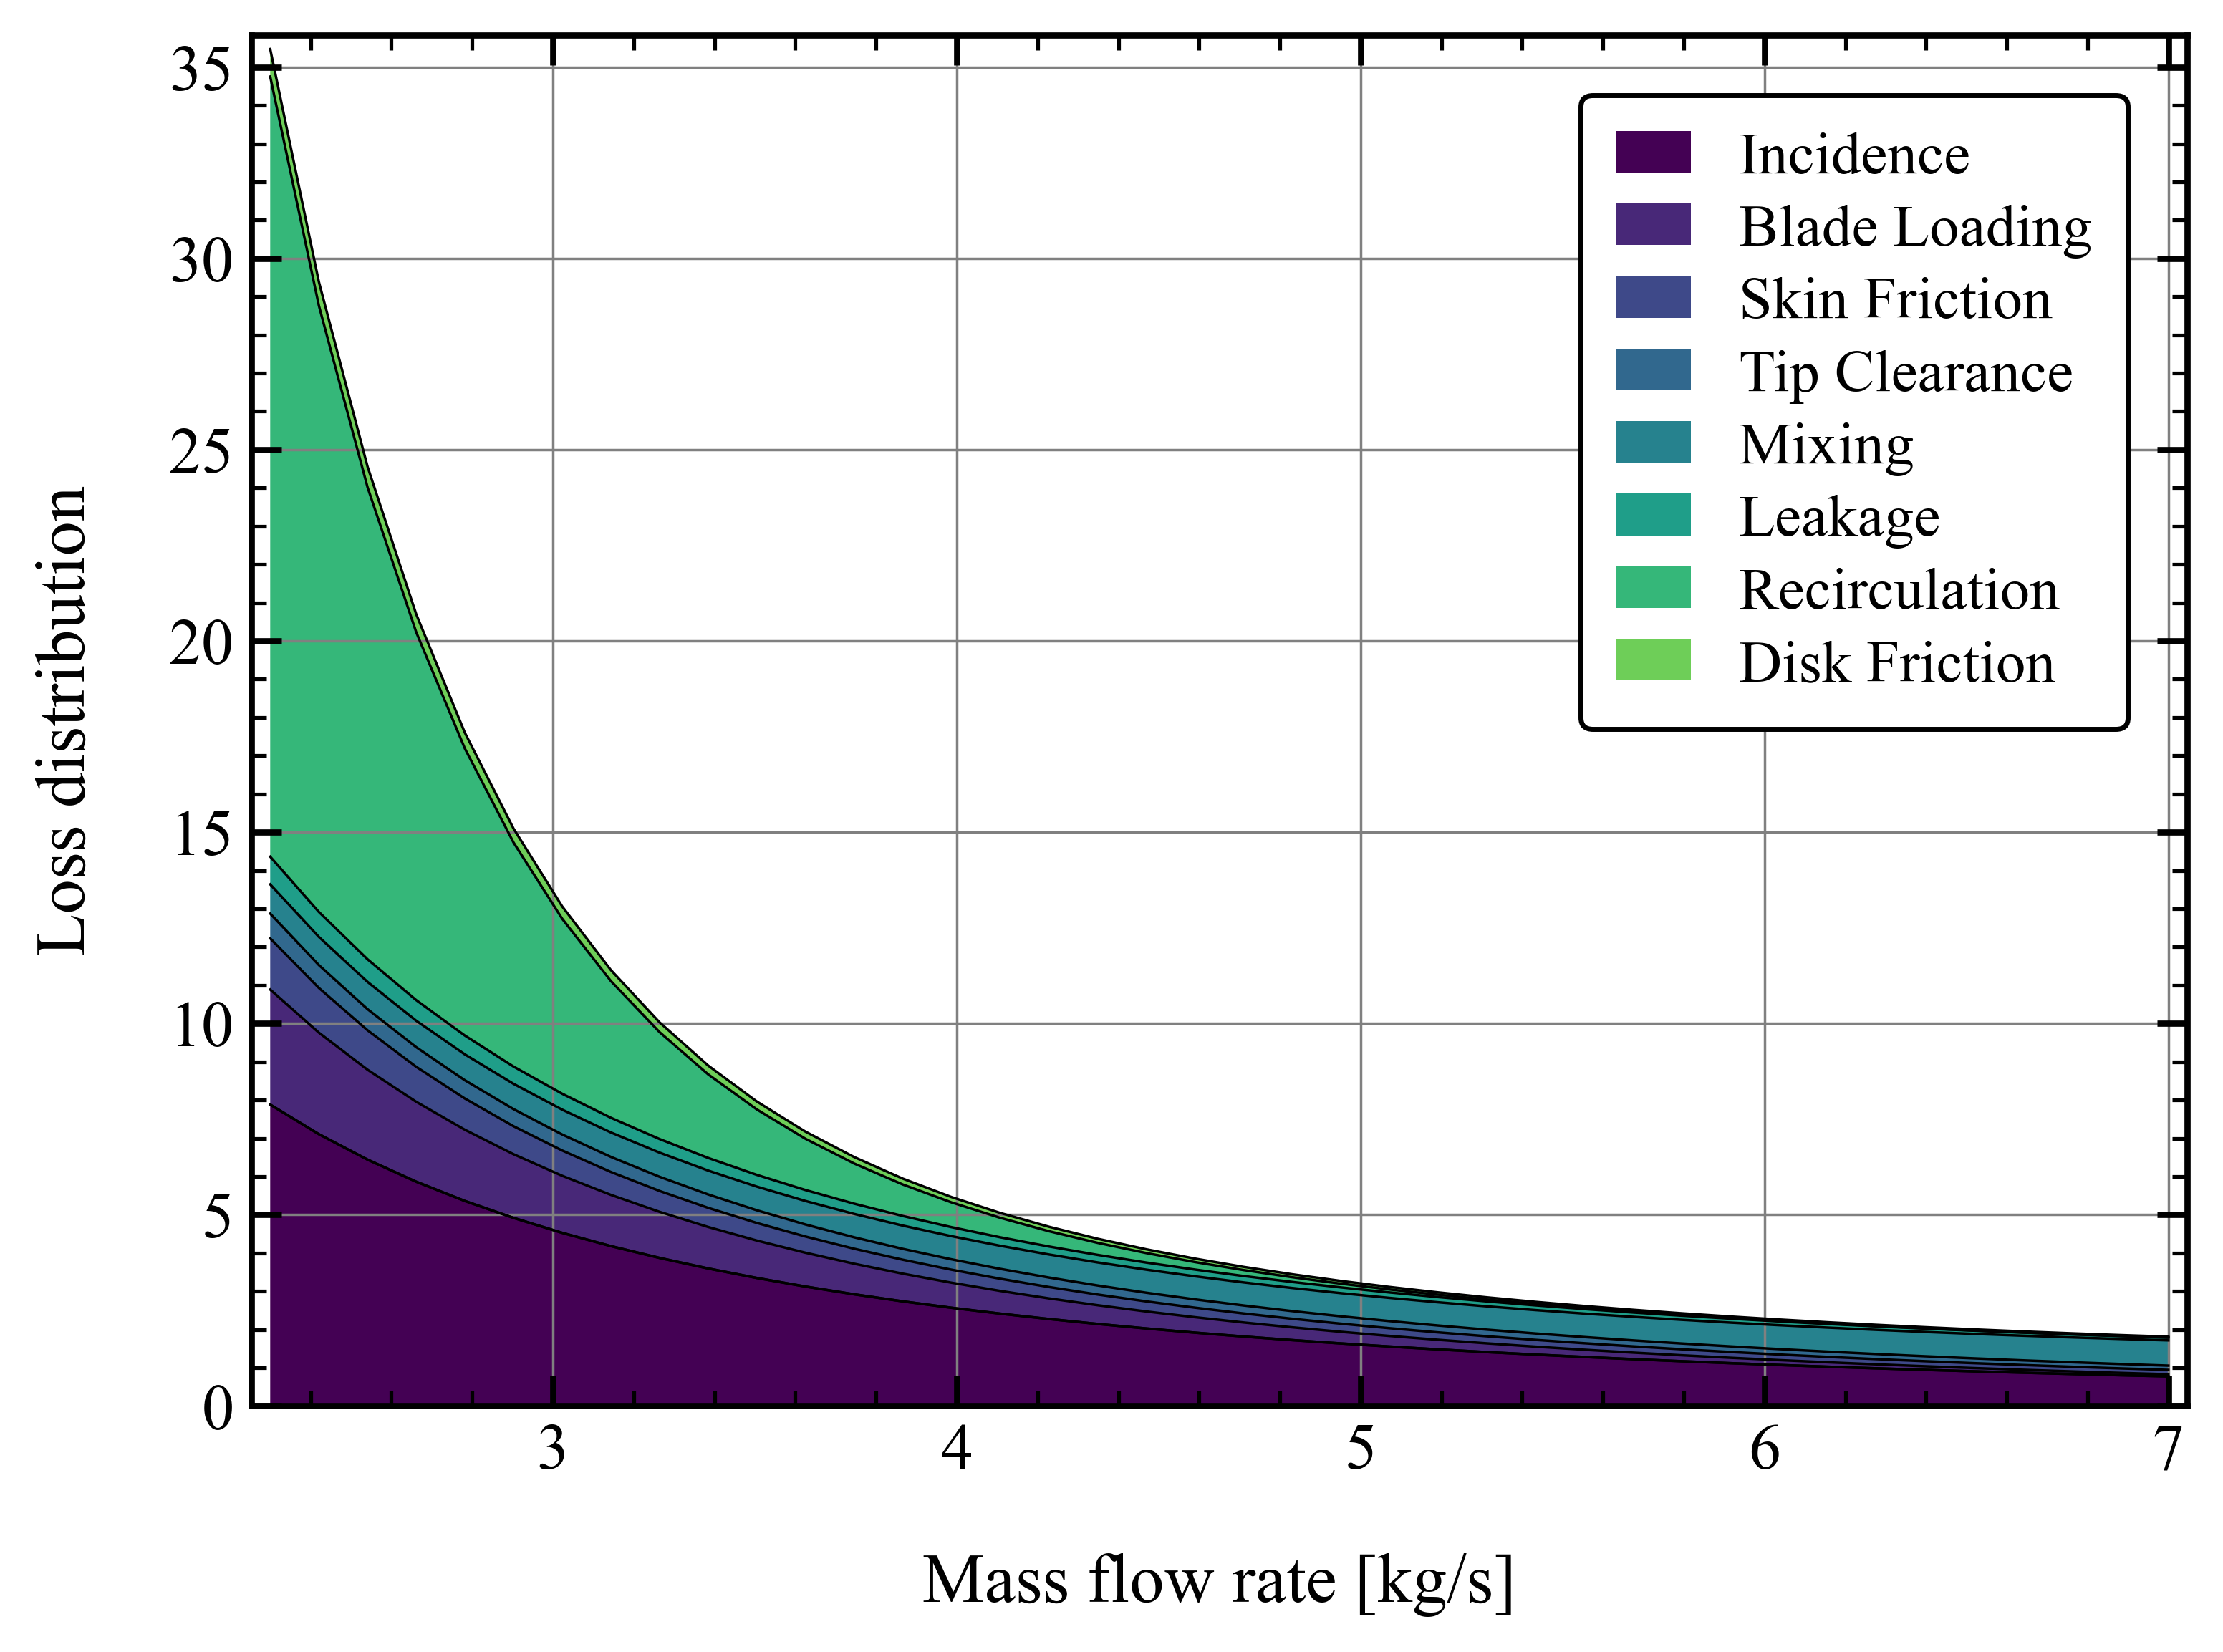 35
30
25
20
15
10
5
0
Loss distribution
Incidence
Blade Loading
Skin Friction
Tip Clearance
Mixing
Leakage
Recirculation
Disk Friction
3 4 5 6 7
Mass flow rate [kg/s]